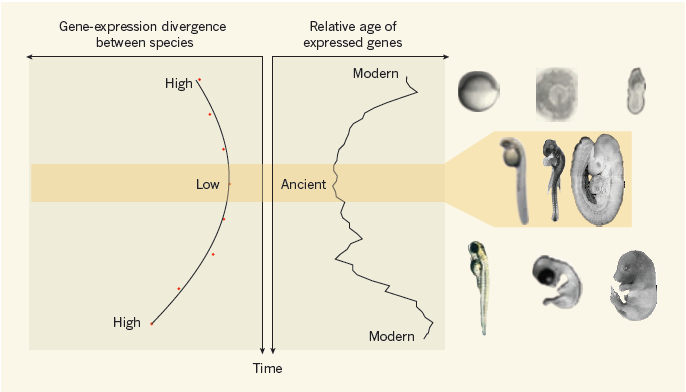 Gene-expression divergence
between species
Relative age of
expressed genes
High
Modern
Low
Ancient
High
Modern
Time